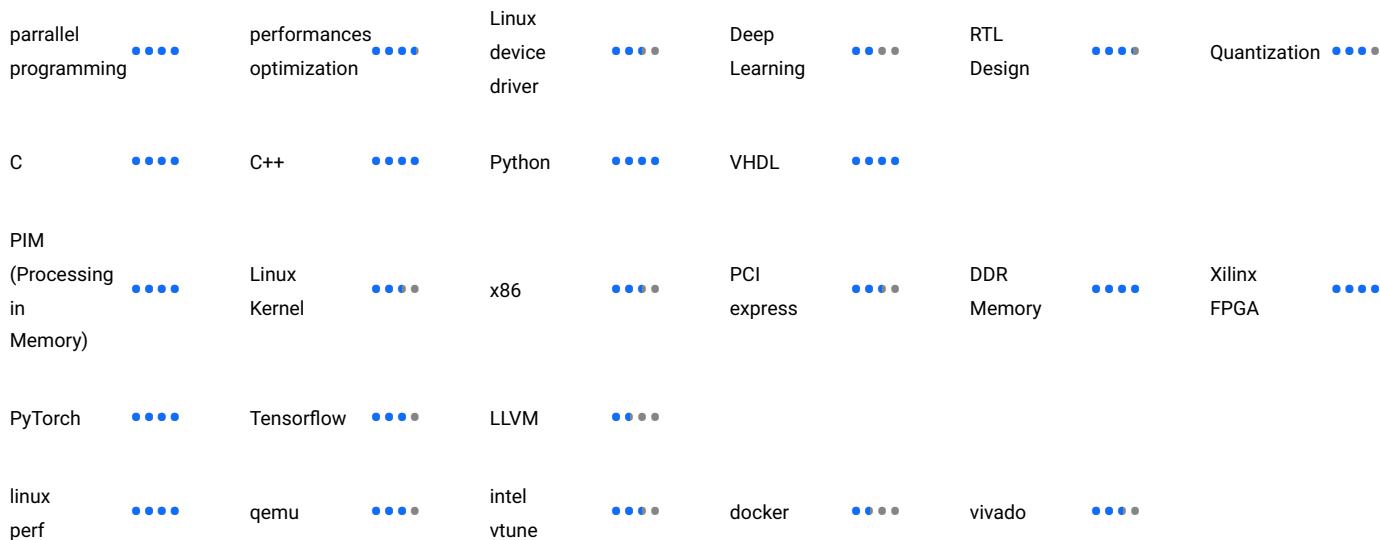 parrallel
programming
performances
optimization
Linux
device
driver
Deep
Learning
RTL
Design
Quantization
C
C++
Python
VHDL
PIM
(Processing
in
Memory)
Linux
Kernel
x86
PCI
express
DDR
Memory
Xilinx
FPGA
PyTorch
Tensorflow
LLVM
linux
perf
qemu
intel
vtune
docker
vivado